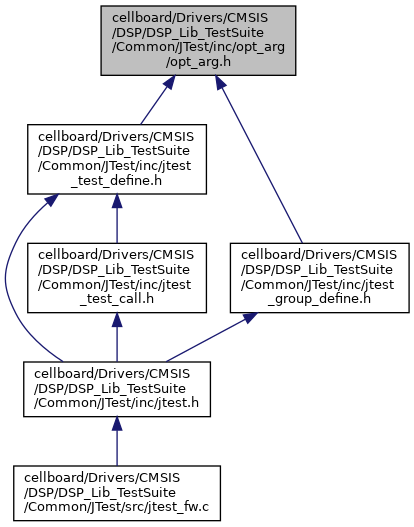 cellboard/Drivers/CMSIS
/DSP/DSP_Lib_TestSuite
/Common/JTest/inc/opt_arg
/opt_arg.h
cellboard/Drivers/CMSIS
/DSP/DSP_Lib_TestSuite
/Common/JTest/inc/jtest
_test_define.h
cellboard/Drivers/CMSIS
/DSP/DSP_Lib_TestSuite
/Common/JTest/inc/jtest
_test_call.h
cellboard/Drivers/CMSIS
/DSP/DSP_Lib_TestSuite
/Common/JTest/inc/jtest
_group_define.h
cellboard/Drivers/CMSIS
/DSP/DSP_Lib_TestSuite
/Common/JTest/inc/jtest.h
cellboard/Drivers/CMSIS
/DSP/DSP_Lib_TestSuite
/Common/JTest/src/jtest_fw.c